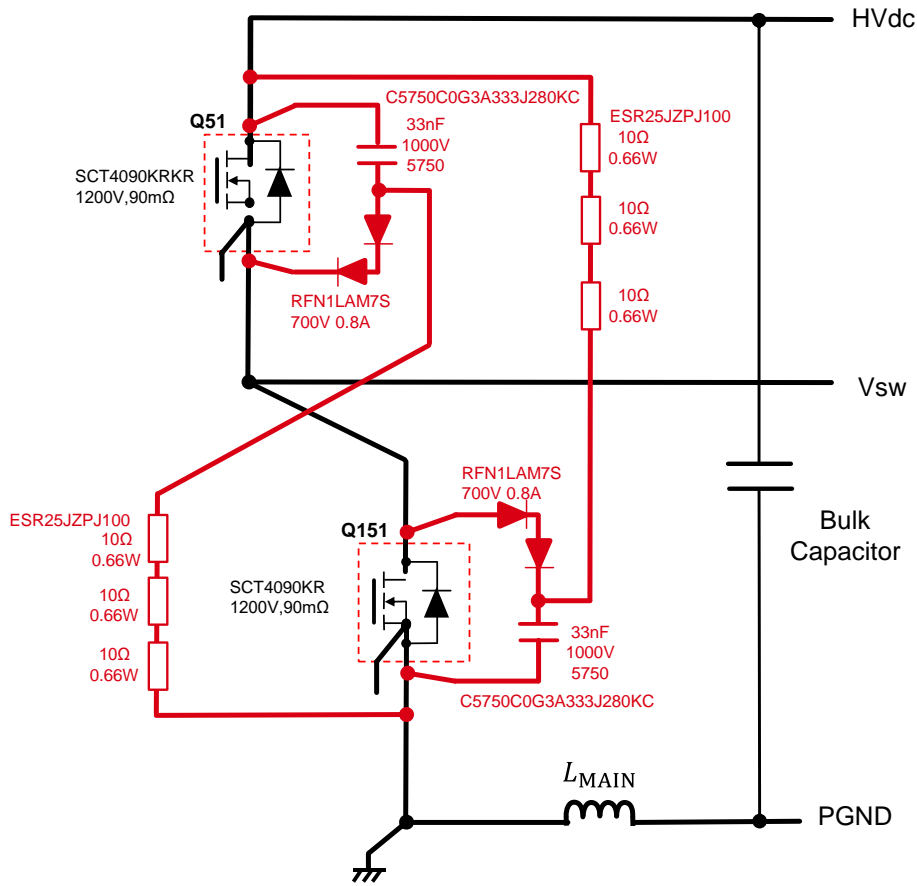 HVdc
C5750C0G3A333J280KC
ESR25JZPJ100
10Ω
0.66W
Q51
33nF
1000V
5750
SCT4090KRKR
1200V,90mΩ
10Ω
0.66W
RFN1LAM7S
700V 0.8A
10Ω
0.66W
Vsw
RFN1LAM7S
700V 0.8A
ESR25JZPJ100
10Ω
0.66W
Q151
Bulk
Capacitor
SCT4090KR
1200V,90mΩ
10Ω
0.66W
33nF
1000V
5750
10Ω
0.66W
C5750C0G3A333J280KC
L_MAIN
PGND